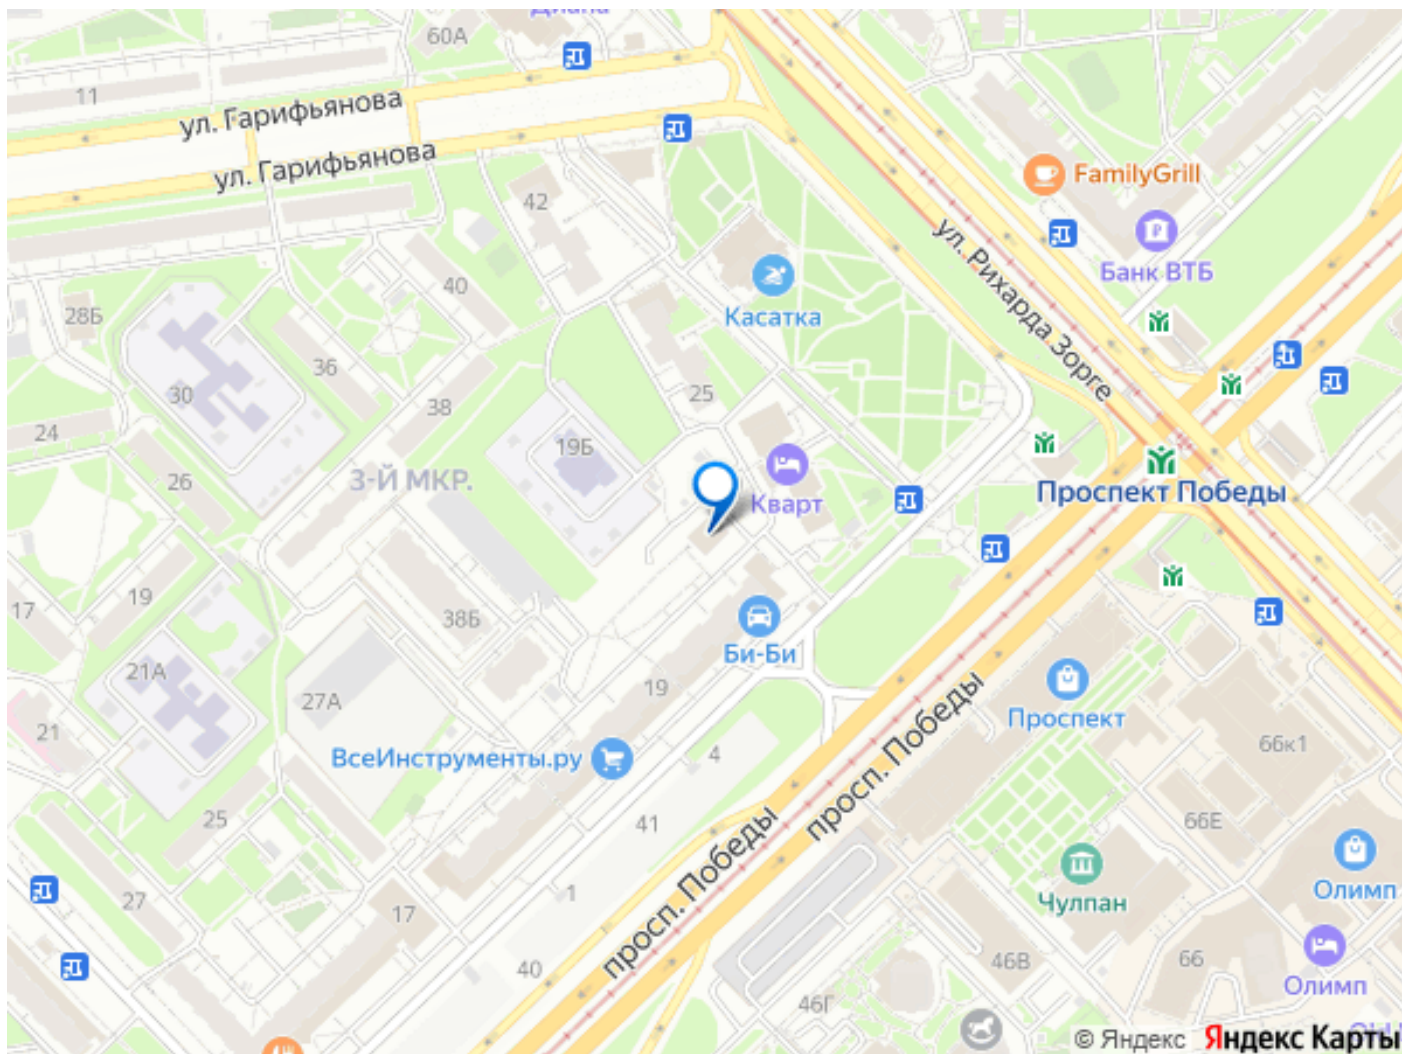 Диана
60А
11
ул. Гарифьянова
ул. Гарифьянова
42
FamilyGrill
ул. Рихарда Зорге
Банк ВТБ
40
28Б
Касатка
36
30
25
38
24
19Б
26
3-Й МКР.
Кварт
Проспект Победы
17
19
38Б
Би-Би
21А
19
27А
21
Проспект
просп. Победы
66к1
ВсеИнструменты.ру
4
25
41
66Е
просп. Победы
Чулпан
Олимп
27
17
1
40
46В
66
Олимп
46Г
© Яндекс Яндекс Карты